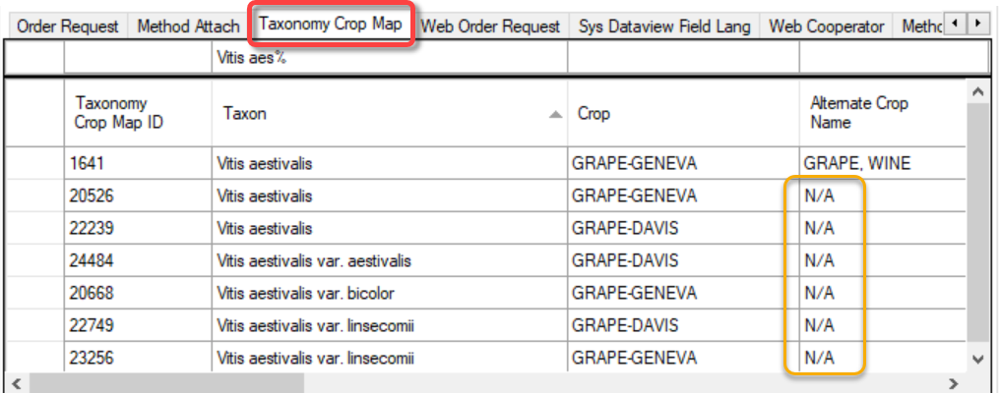 Order Request Method Attach Taxonomy Crop Map Web Order Request Sys Dataview Field Lang Web Cooperator Metho
Vitis aes%
Taxonomy Crop Map ID Taxon Crop Alternate Crop Name
1641 Vitis aestivalis GRAPE-GENEVA GRAPE, WINE
20526 Vitis aestivalis GRAPE-GENEVA N/A
22239 Vitis aestivalis GRAPE-DAVIS N/A
24484 Vitis aestivalis var. aestivalis GRAPE-DAVIS N/A
20668 Vitis aestivalis var. bicolor GRAPE-GENEVA N/A
22749 Vitis aestivalis var. linsecomii GRAPE-DAVIS N/A
23256 Vitis aestivalis var. linsecomii GRAPE-GENEVA N/A